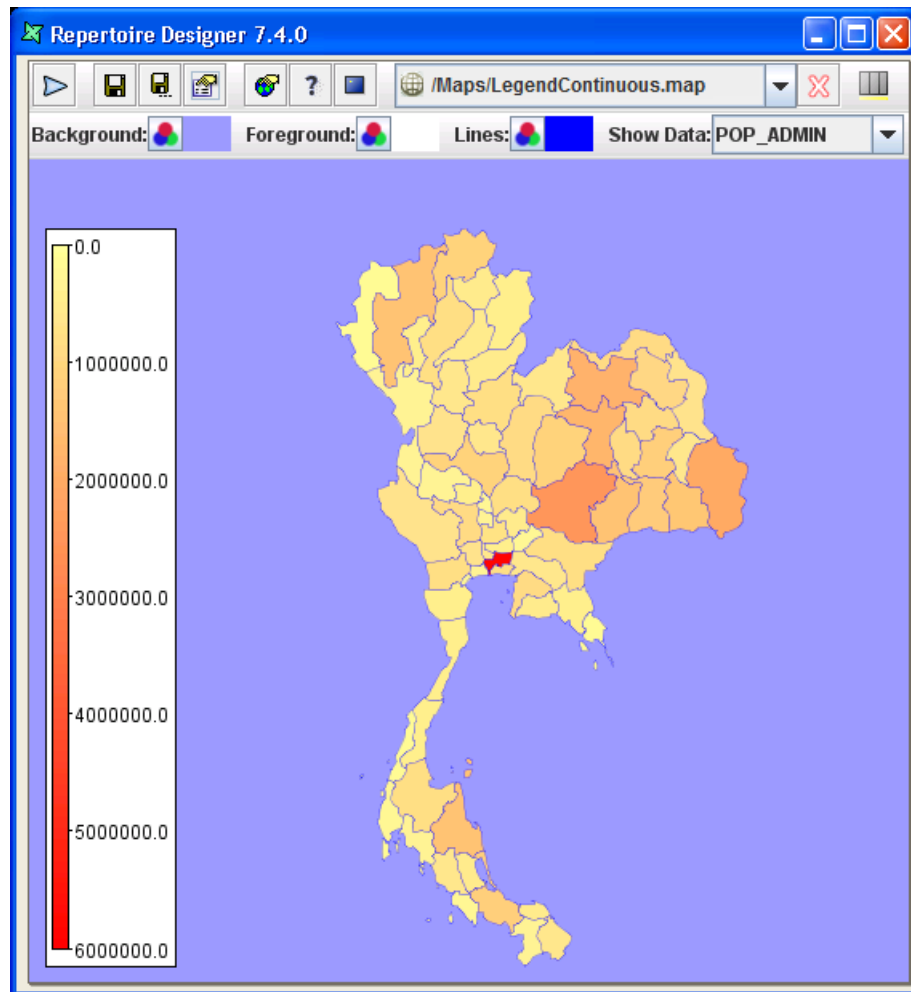 Repertoire Designer 7.4.0
? /Maps/LegendContinuous.map
Background: Foreground: Lines: Show Data: POP_ADMIN
0.0
1000000.0
2000000.0
3000000.0
4000000.0
5000000.0
6000000.0